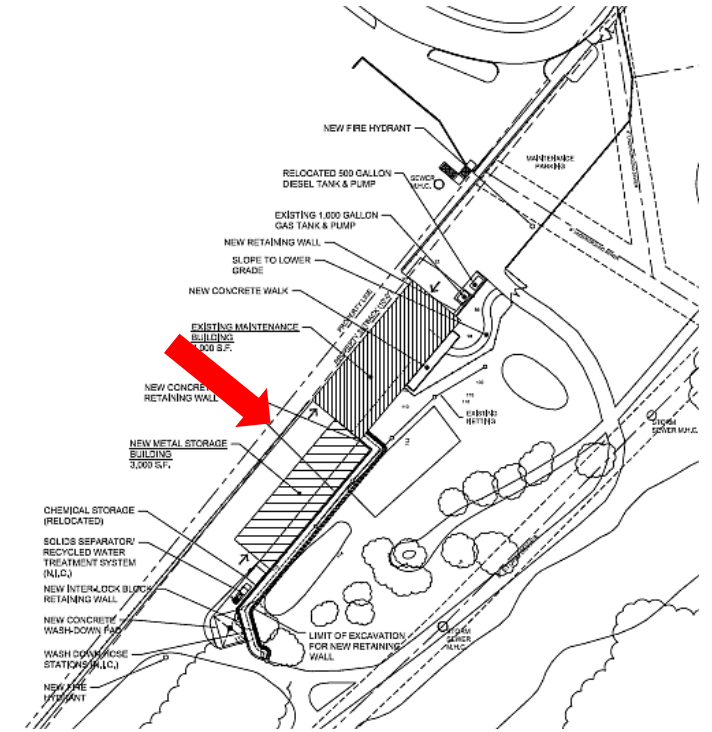 NEW FIRE HYDRANT
MAINTENANCE
PARKING
RELOCATED 500 GALLON
DIESEL TANK & PUMP
SEWER
M.H.C.
EXISTING 1,000 GALLON
GAS TANK & PUMP
NEW RETAINING WALL
SLOPE TO LOWER
GRADE
NEW CONCRETE WALK
PROPERTY LINE
PROPERTY SETBACK
EXISTING MAINTENANCE
BUILDING
,000 S.F.
NEW CONCRE
RETAINING WALL
EXISTING
NETTING
STORM
SEWER M.H.C.
NEW METAL STORAGE
BUILDING
3,000 S.F.
CHEMICAL STORAGE
(RELOCATED)
SOLIDS SEPARATOR/
RECYCLED WATER
TREATMENT SYSTEM
(N.I.C.)
NEW INTER-LOCK BLOCK
RETAINING WALL
NEW CONCRETE
WASH-DOWN PAD
LIMIT OF EXCAVATION
FOR NEW RETAINING
WALL
STORM
SEWER
M.H.C.
WASH DOWN HOSE
STATIONS (N.I.C.)
NEW FIRE
HYDRANT